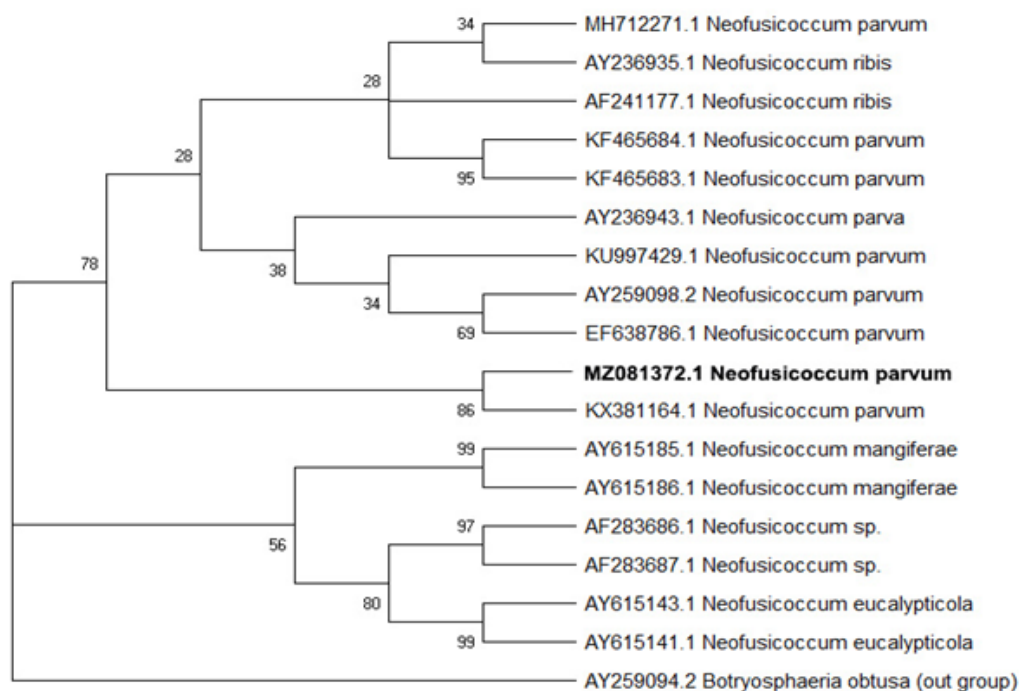 34
MH712271.1 Neofusicoccum parvum
AY236935.1 Neofusicoccum ribis
28
AF241177.1 Neofusicoccum ribis
KF465684.1 Neofusicoccum parvum
28
95
KF465683.1 Neofusicoccum parvum
AY236943.1 Neofusicoccum parva
78
38
KU997429.1 Neofusicoccum parvum
34
AY259098.2 Neofusicoccum parvum
69
EF638786.1 Neofusicoccum parvum
MZ081372.1 Neofusicoccum parvum
86
KX381164.1 Neofusicoccum parvum
99
AY615185.1 Neofusicoccum mangiferae
AY615186.1 Neofusicoccum mangiferae
97
AF283686.1 Neofusicoccum sp.
56
AF283687.1 Neofusicoccum sp.
80
AY615143.1 Neofusicoccum eucalypticola
99
AY615141.1 Neofusicoccum eucalypticola
AY259094.2 Botryosphaeria obtusa (out group)